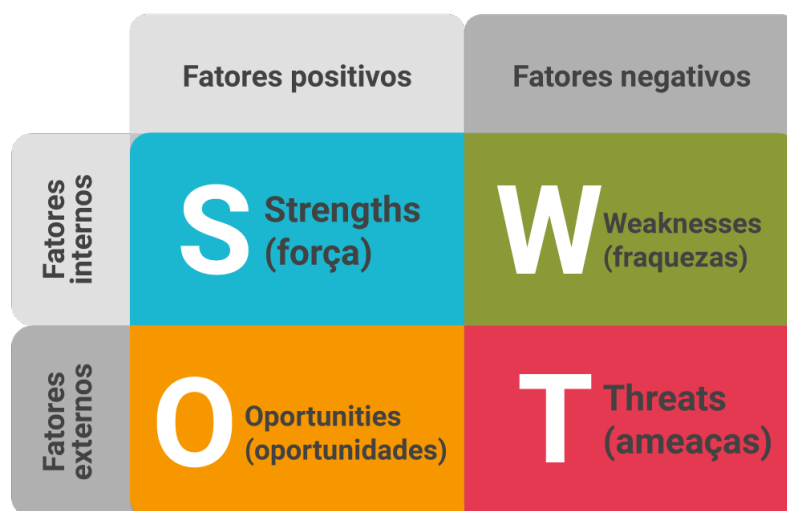 Fatores positivos
Fatores negativos
Fatores
internos
S
Strengths
(força)
W
Weaknesses
(fraquezas)
Fatores
externos
O
Oportunities
(oportunidades)
T
Threats
(ameaças)